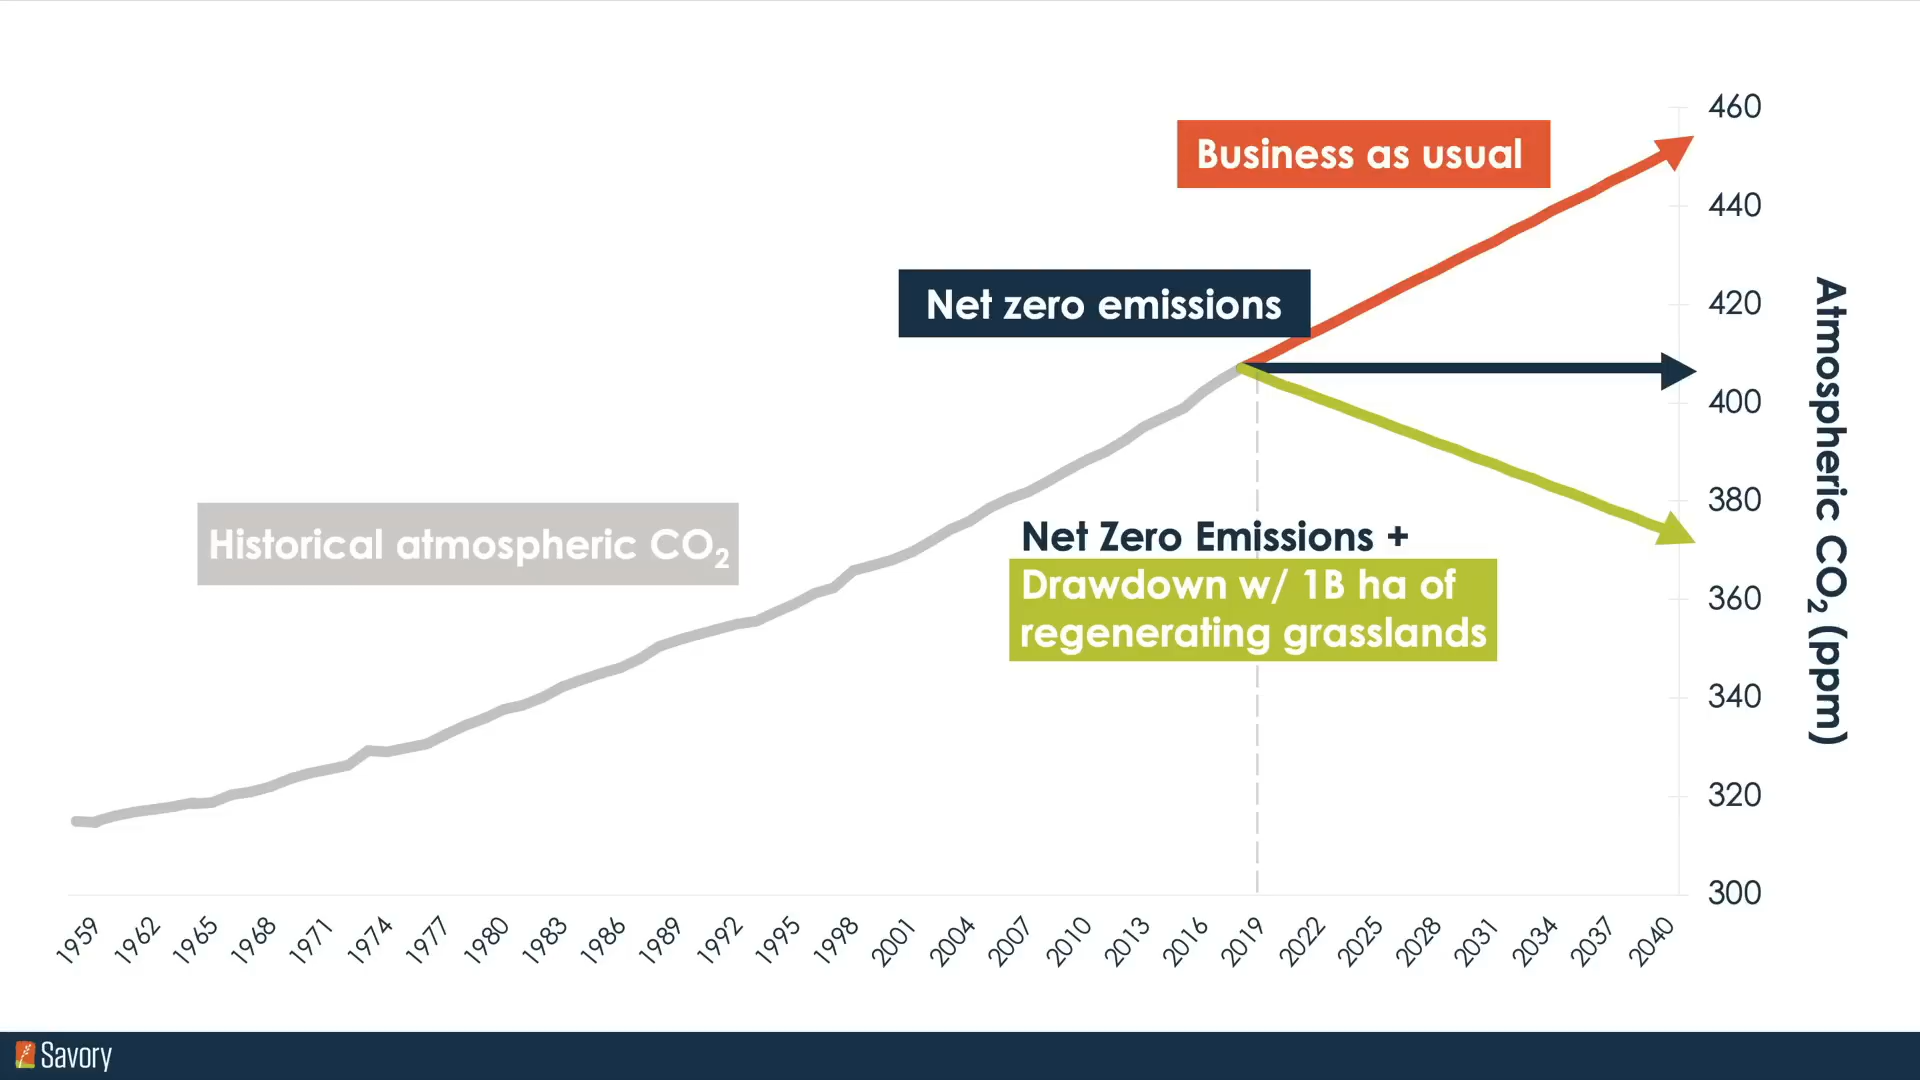 460
Business as usual
440
Net zero emissions
420
400
380
Historical atmospheric CO₂
Net Zero Emissions +
Drawdown w/ 1B ha of
regenerating grasslands
360
340
320
300
Atmospheric CO₂ (ppm)
1959 1962 1965 1968 1971 1974 1977 1980 1983 1986 1989 1992 1995 1998 2001 2004 2007 2010 2013 2016 2019 2022 2025 2028 2031 2034 2037 2040
Savory